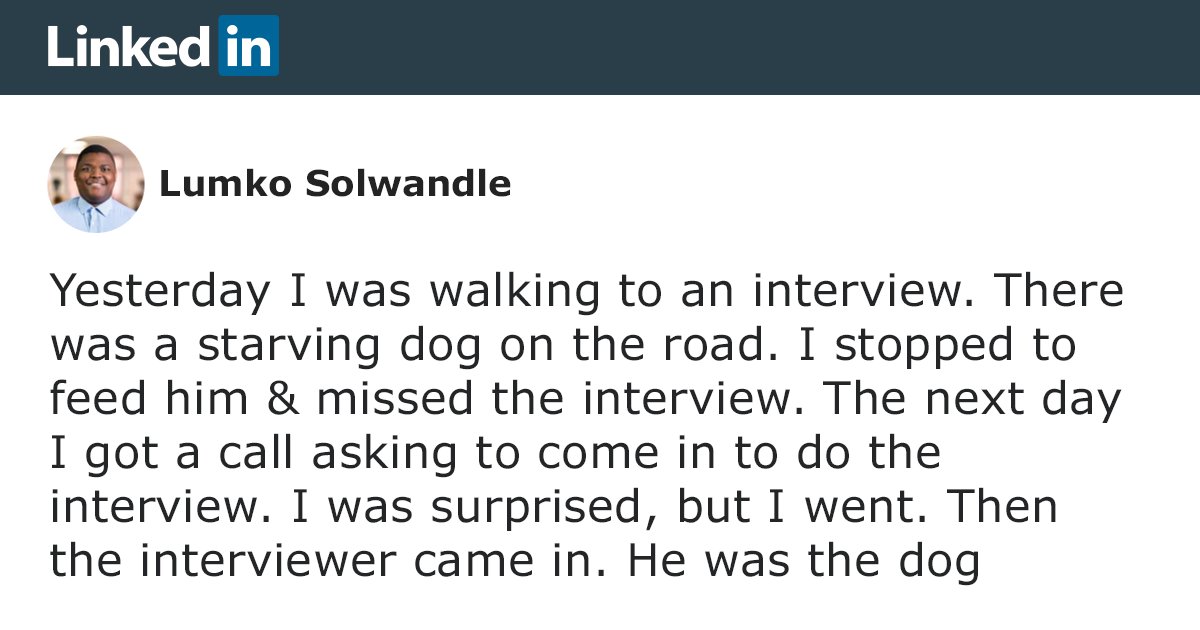 Linked in
Lumko Solwandle
Yesterday I was walking to an interview. There
was a starving dog on the road. I stopped to
feed him & missed the interview. The next day
I got a call asking to come in to do the
interview. I was surprised, but I went. Then
the interviewer came in. He was the dog